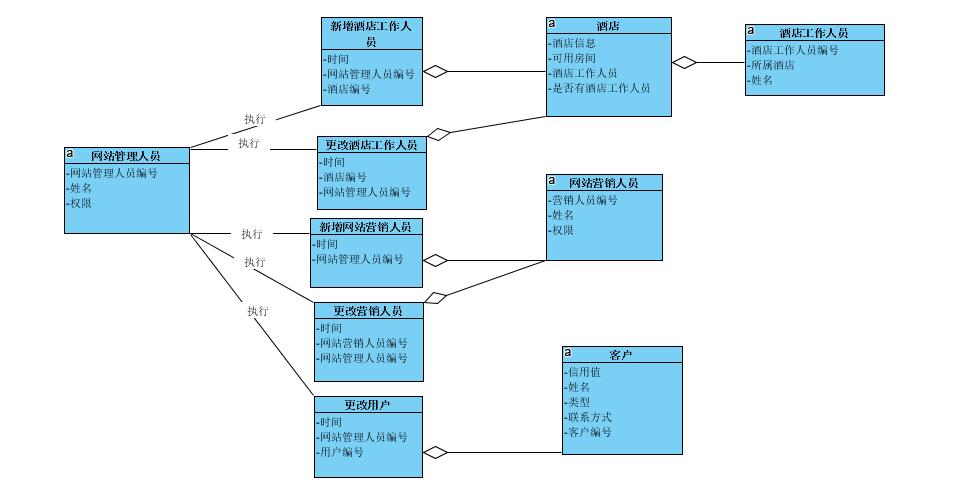 新增酒店工作人
员
-时间
-网站管理人员编号
-酒店编号
a
酒店
-酒店信息
-可用房间
-酒店工作人员
-是否有酒店工作人员
a
酒店工作人员
-酒店工作人员编号
-所属酒店
-姓名
执行
执行
更改酒店工作人员
-时间
-酒店编号
-网站管理人员编号
a
网站管理人员
-网站管理人员编号
-姓名
-权限
a
网站营销人员
-营销人员编号
-姓名
-权限
执行
新增网站营销人员
-时间
-网站管理人员编号
执行
更改营销人员
-时间
-网站营销人员编号
-网站管理人员编号
执行
a
客户
-信用值
-姓名
-类型
-联系方式
-客户编号
更改用户
-时间
-网站管理人员编号
-用户编号